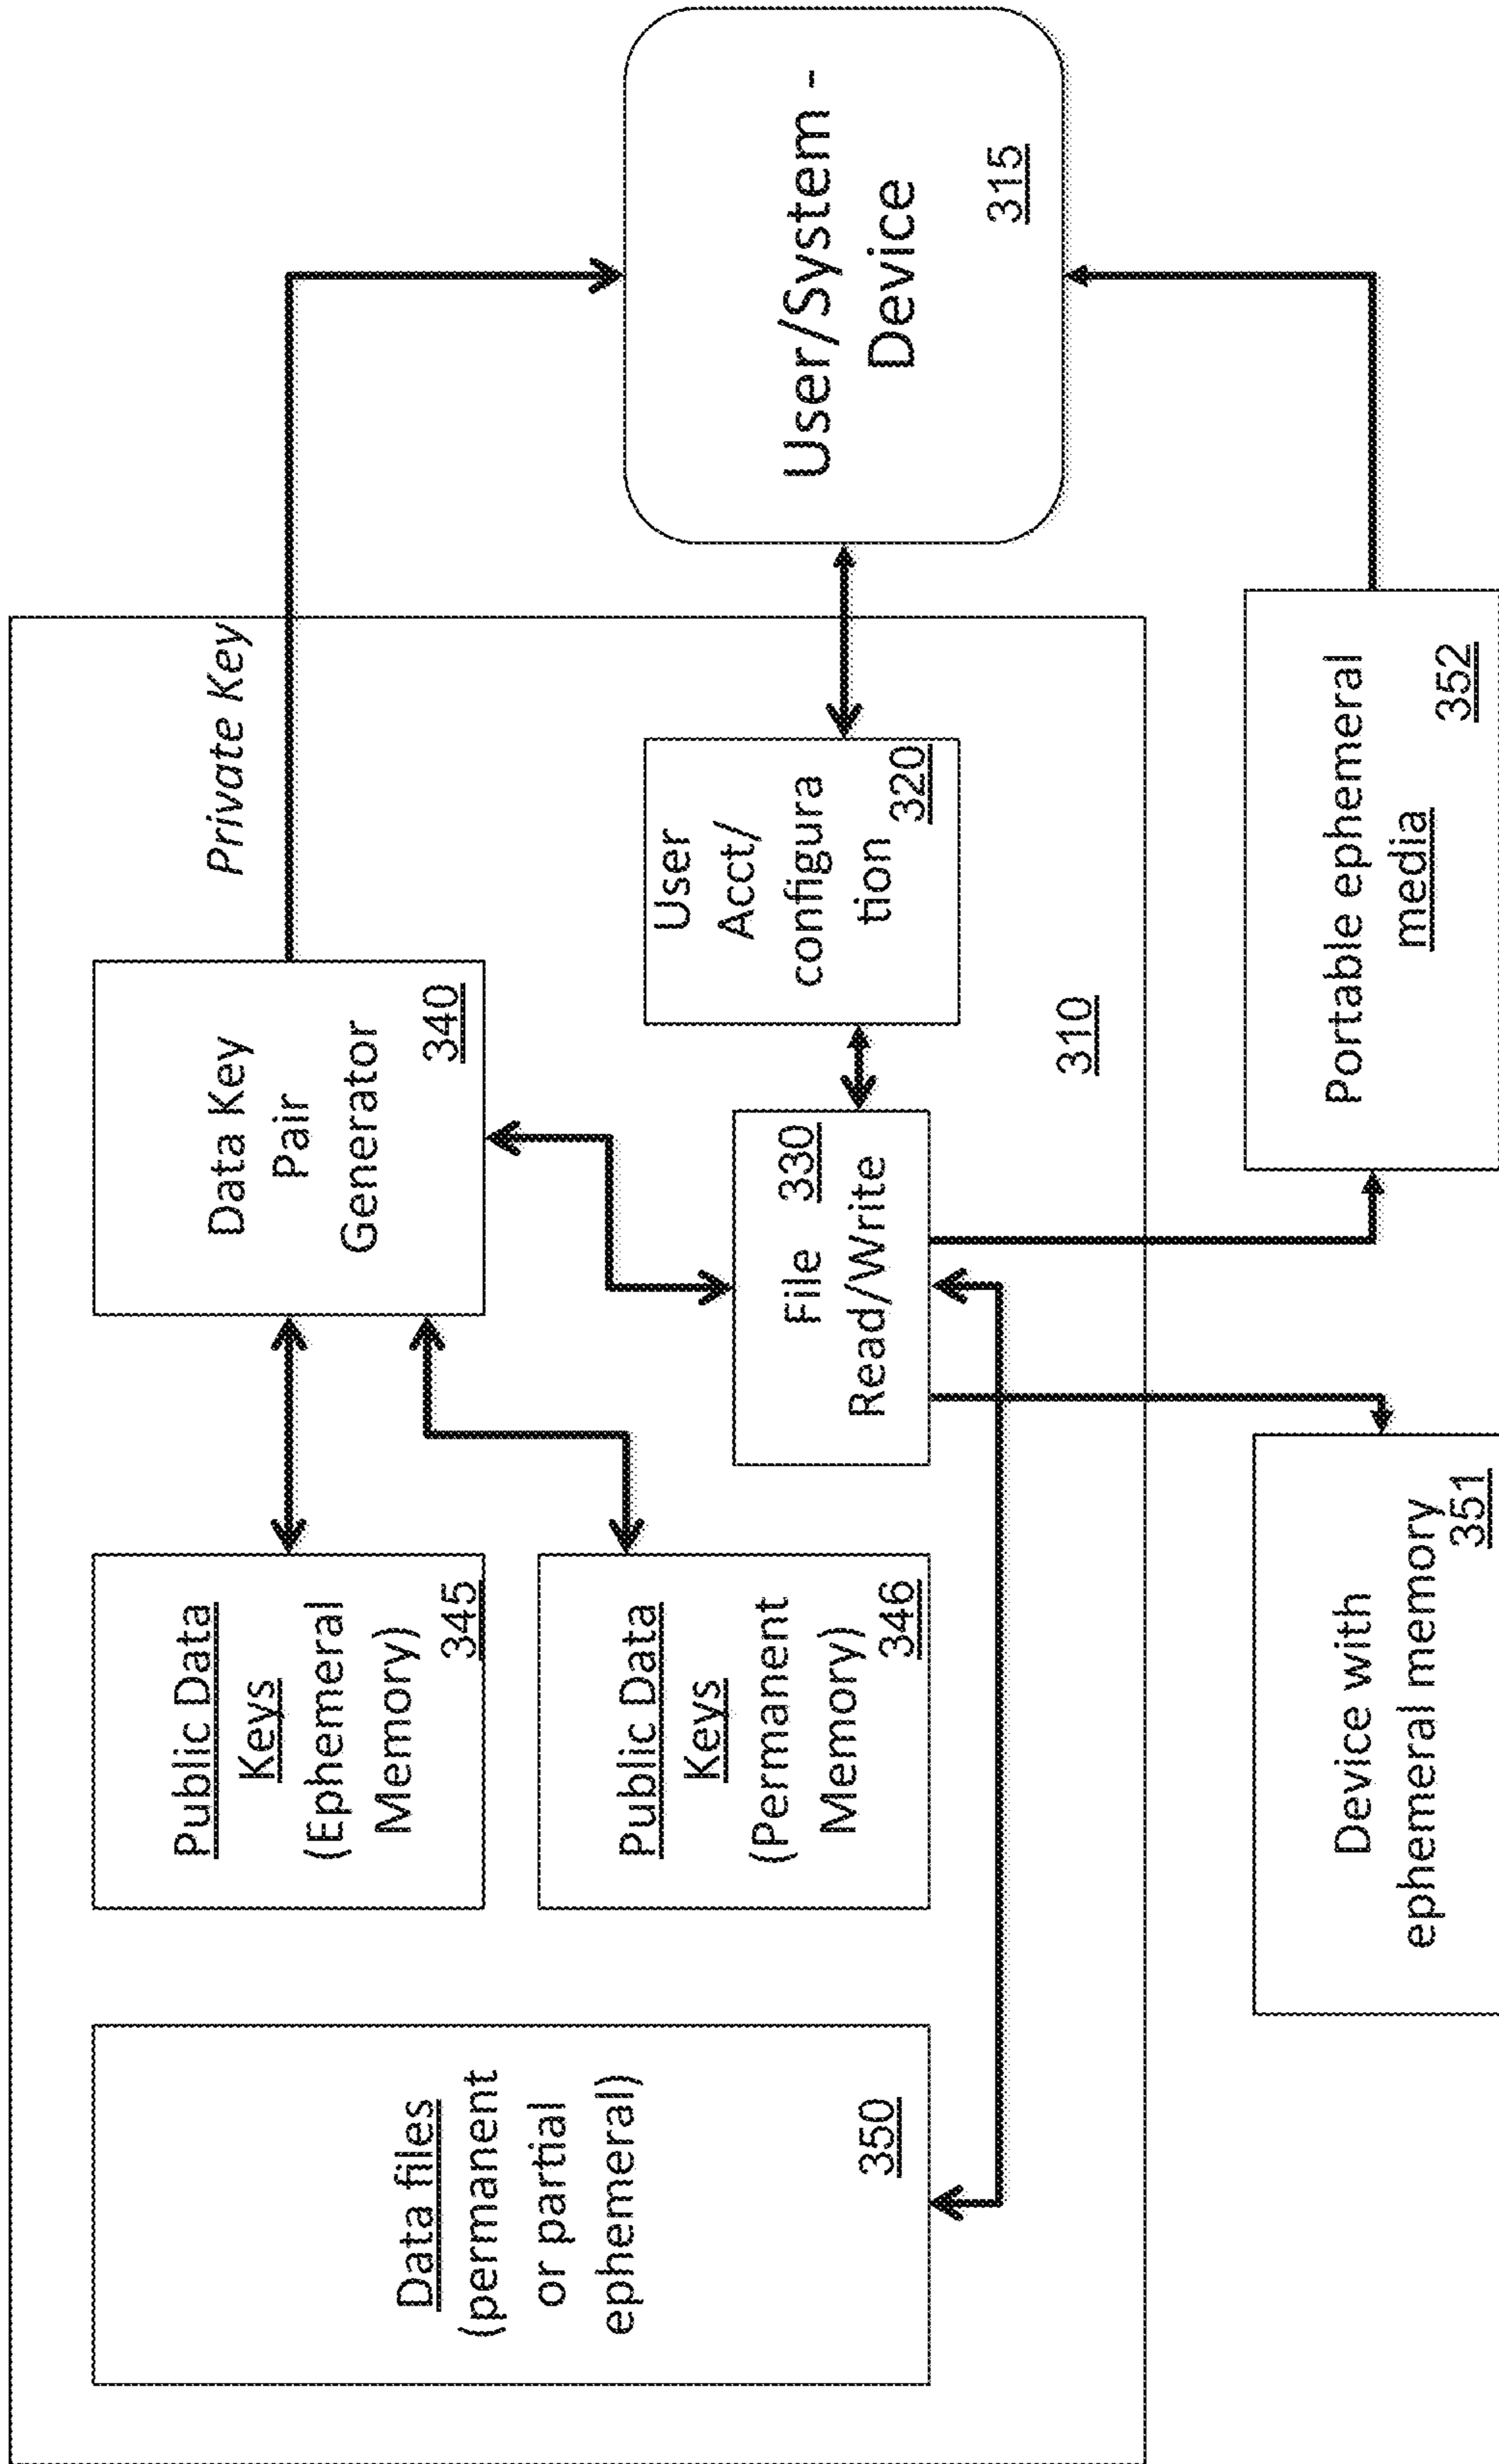 Data files
(permanent
or partial
ephemeral)
350
Public Data
Keys
(Ephemeral
Memory)
345
Public Data
Keys
(Permanent
Memory)
346
Data Key
Pair
Generator
340
Private Key
File 330
Read/Write
User
Acct/
configura
tion
320
310
User/System -
Device
315
Device with
ephemeral memory
351
Portable ephemeral
media
352